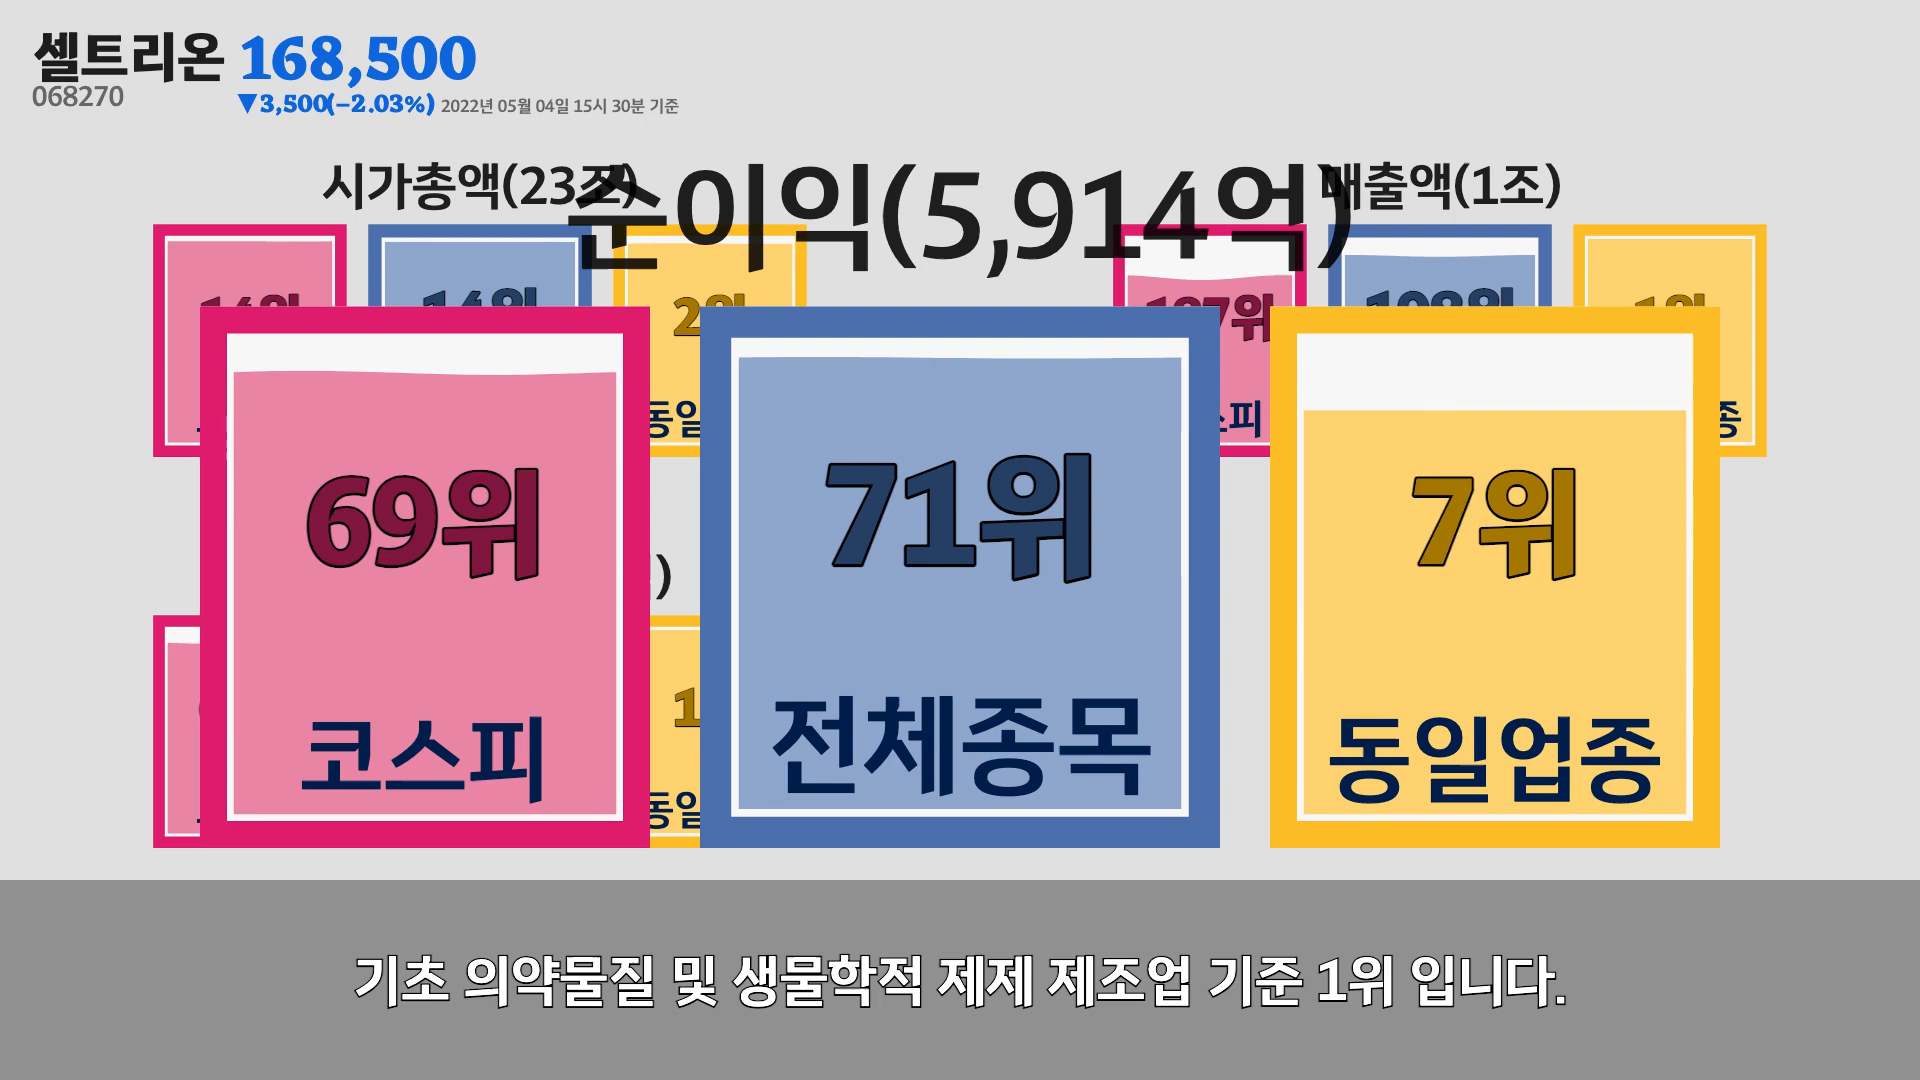 셀트리온 168,500
068270
▼3,500(-2.03%) 2022년 05월 04일 15시 30분 기준
시가총액(23조)
순이익(5,914억)
매출액(1조)
69위
71위
7위
코스피
전체종목
동일업종
기초 의약물질 및 생물학적 제제 제조업 기준 1위 입니다.